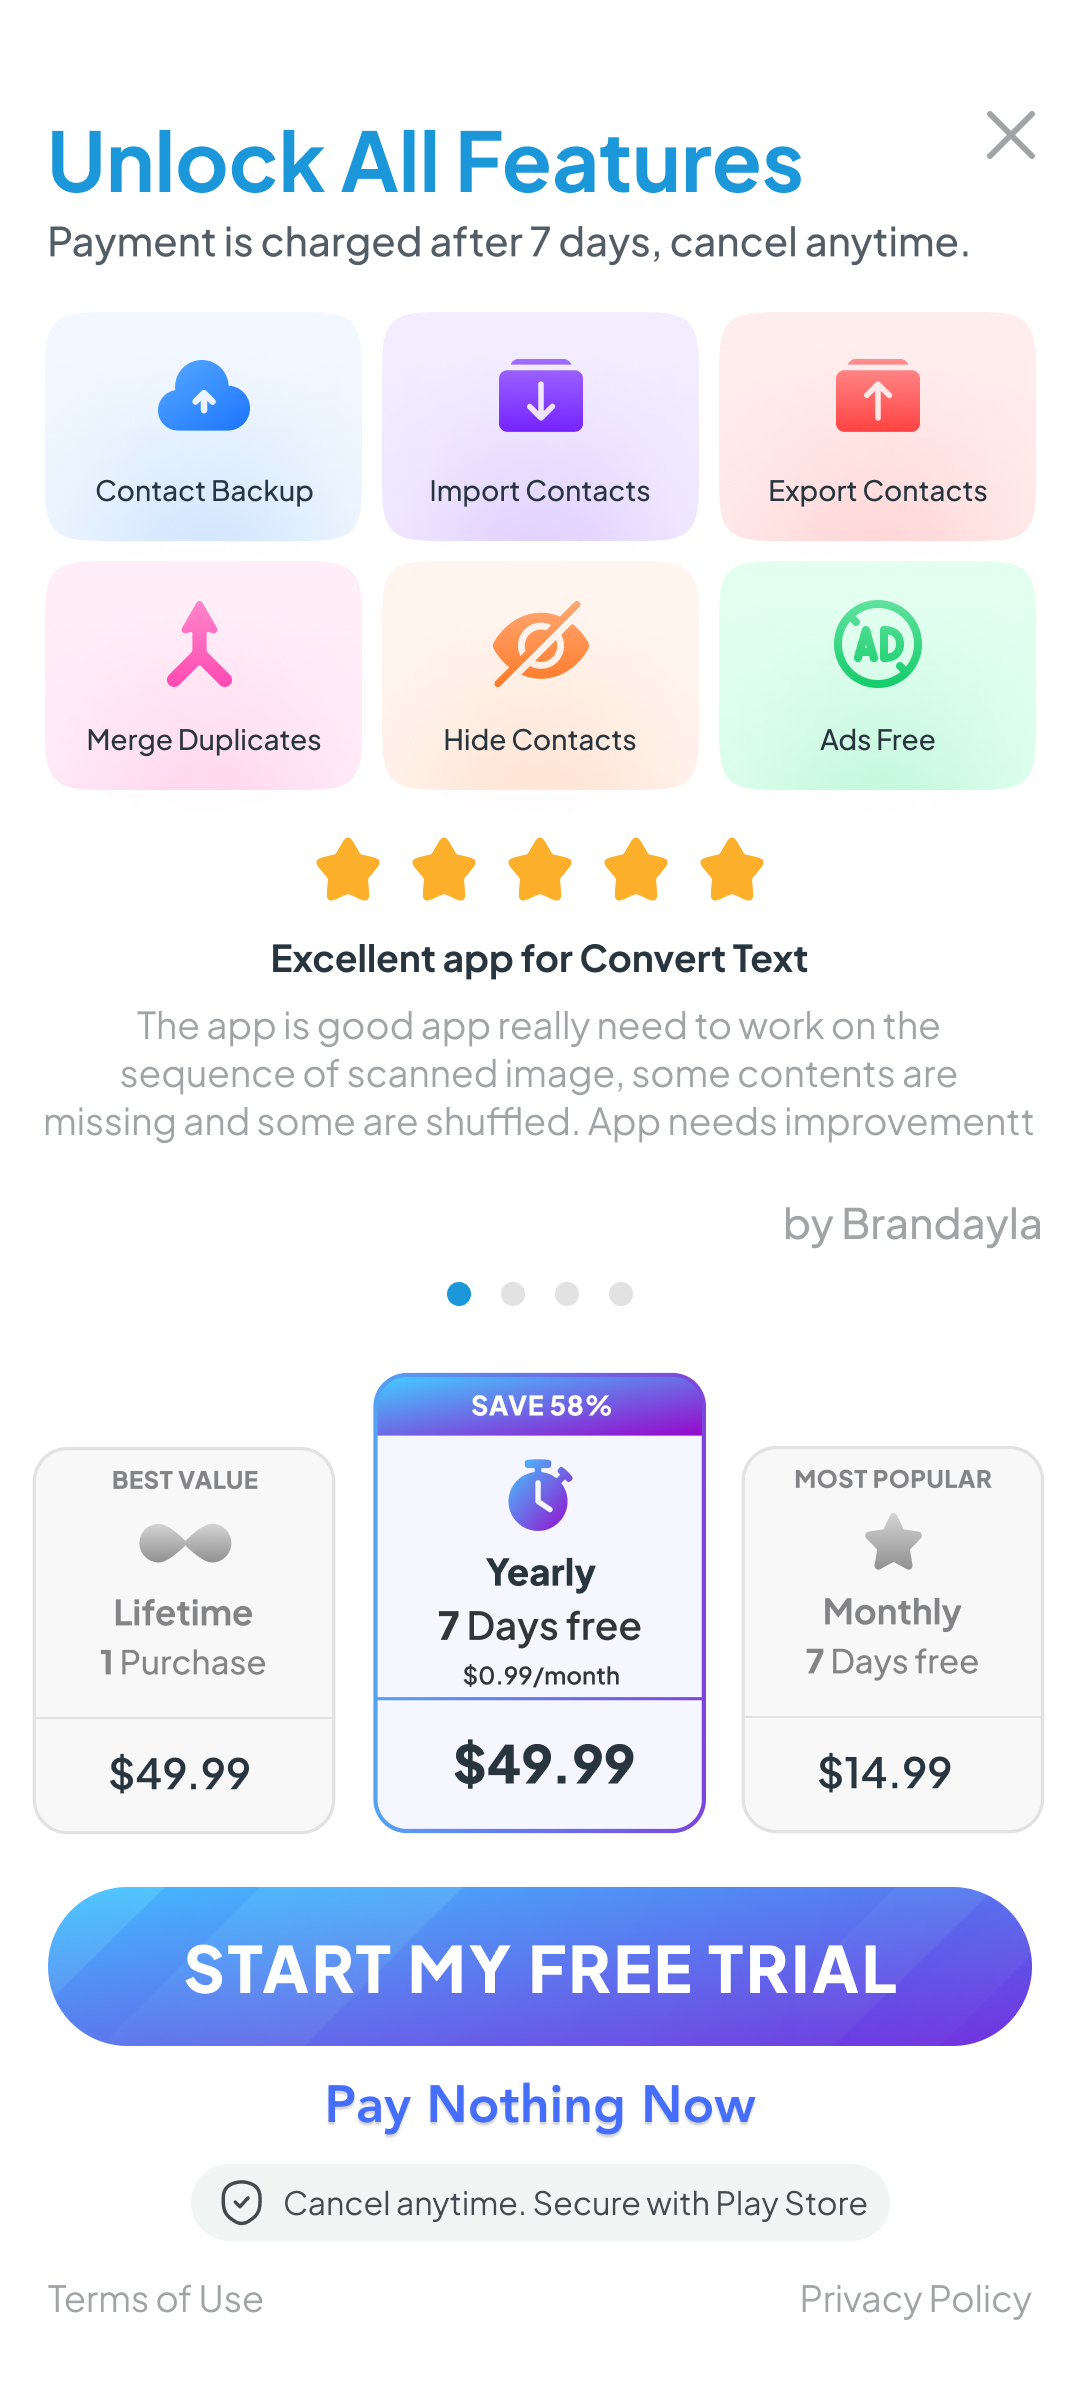 Unlock All Features
Payment is charged after 7 days, cancel anytime.
Contact Backup
Import Contacts
Export Contacts
Merge Duplicates
Hide Contacts
AD
Ads Free
Excellent app for Convert Text
The app is good app really need to work on the
sequence of scanned image, some contents are
missing and some are shuffled. App needs improvementt
by Brandayla
BEST VALUE
Lifetime
1 Purchase
$49.99
SAVE 58%
Yearly
7 Days free
$0.99/month
$49.99
MOST POPULAR
Monthly
7 Days free
$14.99
START MY FREE TRIAL
Pay Nothing Now
Cancel anytime. Secure with Play Store
Terms of Use
Privacy Policy